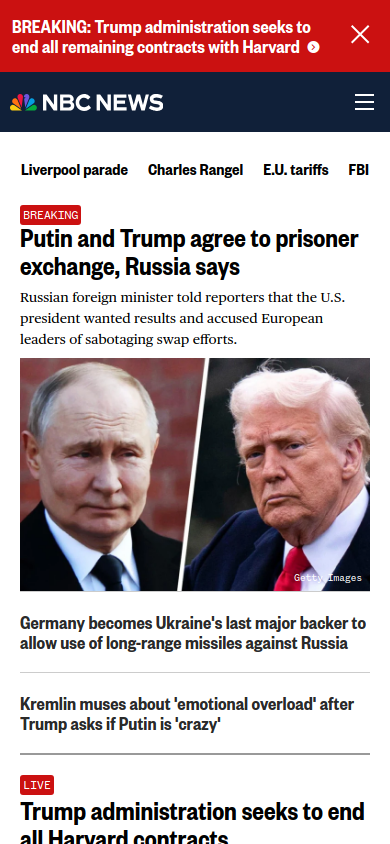 BREAKING: Trump administration seeks to
end all remaining contracts with Harvard
NBC NEWS
Liverpool parade Charles Rangel E.U. tariffs FBI
BREAKING
Putin and Trump agree to prisoner
exchange, Russia says
Russian foreign minister told reporters that the U.S.
president wanted results and accused European
leaders of sabotaging swap efforts.
Getty Images
Germany becomes Ukraine's last major backer to
allow use of long-range missiles against Russia
Kremlin muses about 'emotional overload' after
Trump asks if Putin is 'crazy'
LIVE
Trump administration seeks to end
all Harvard contracts